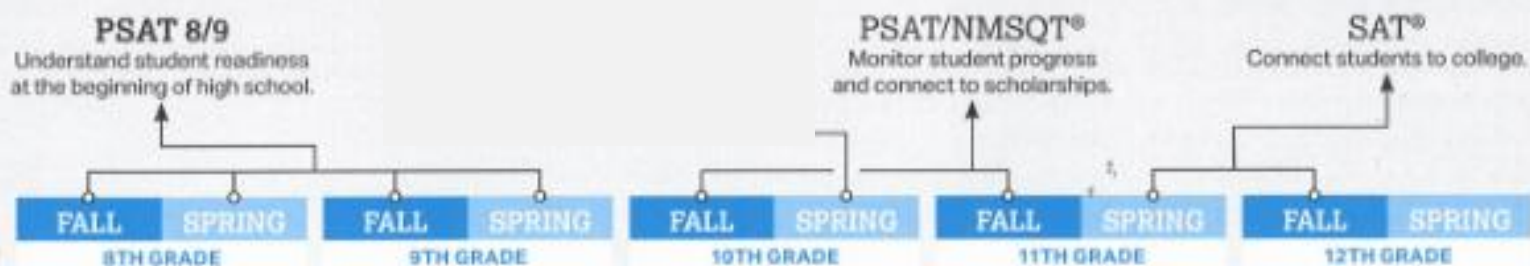 PSAT 8/9
Understand student readiness
at the beginning of high school.
PSAT/NMSQT®
Monitor student progress
and connect to scholarships.
SAT®
Connect students to college.
FALL SPRING FALL SPRING FALL SPRING FALL SPRING FALL SPRING
8TH GRADE 9TH GRADE 10TH GRADE 11TH GRADE 12TH GRADE